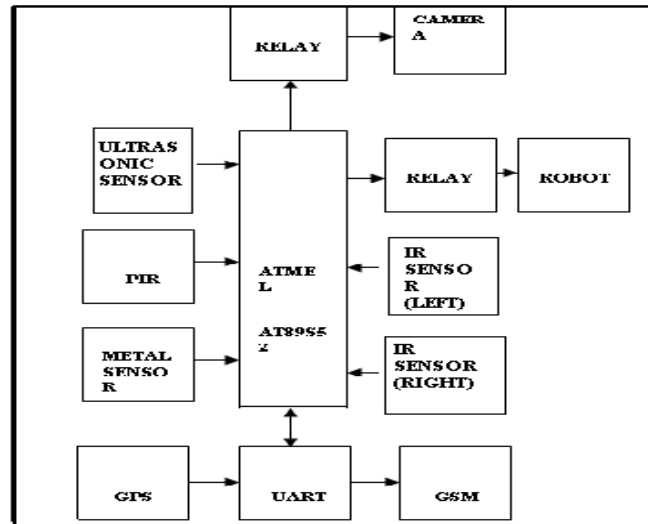 RELAY
CAMER
A
ULTRAS
ONIC
SENSOR
RELAY
ROBOT
PIR
ATME
L
AT89S5
2
IR
SENSO
R
(LEFT)
METAL
SENSO
R
IR
SENSOR
(RIGHT)
GPS
UART
GSM